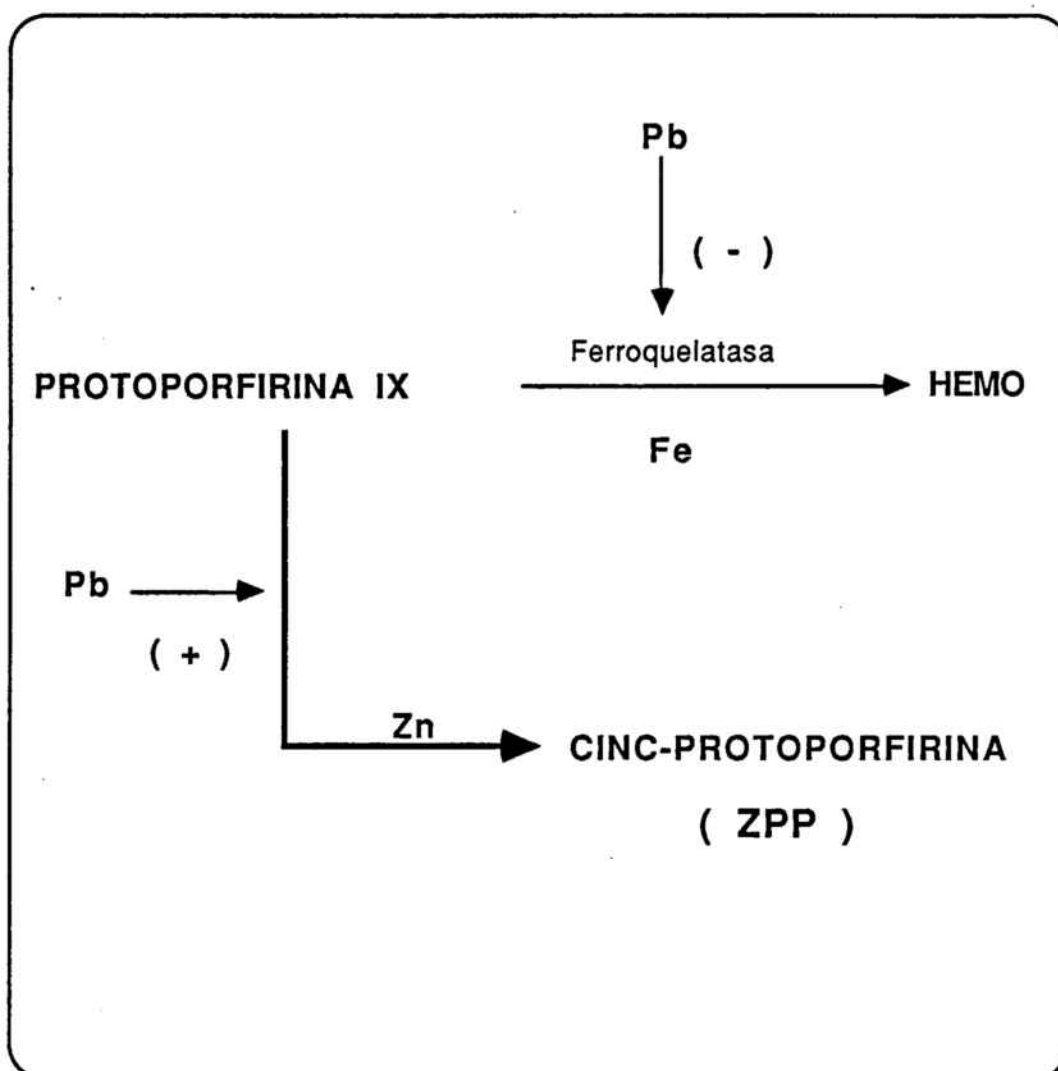 Pb
( - )
Ferroquelatasa
PROTOPORFIRINA IX
HEMO
Fe
Pb
( + )
Zn
CINC-PROTOPORFIRINA
( ZPP )